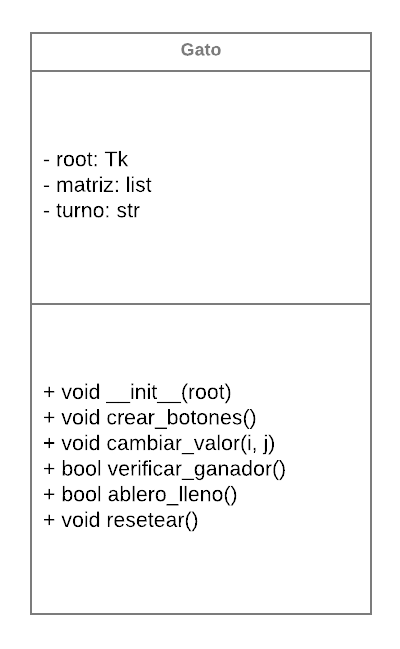 Gato
- root: Tk
- matriz: list
- turno: str
+ void __init__(root)
+ void crear_botones()
+ void cambiar_valor(i, j)
+ bool verificar_ganador()
+ bool ablero_lleno()
+ void resetear()